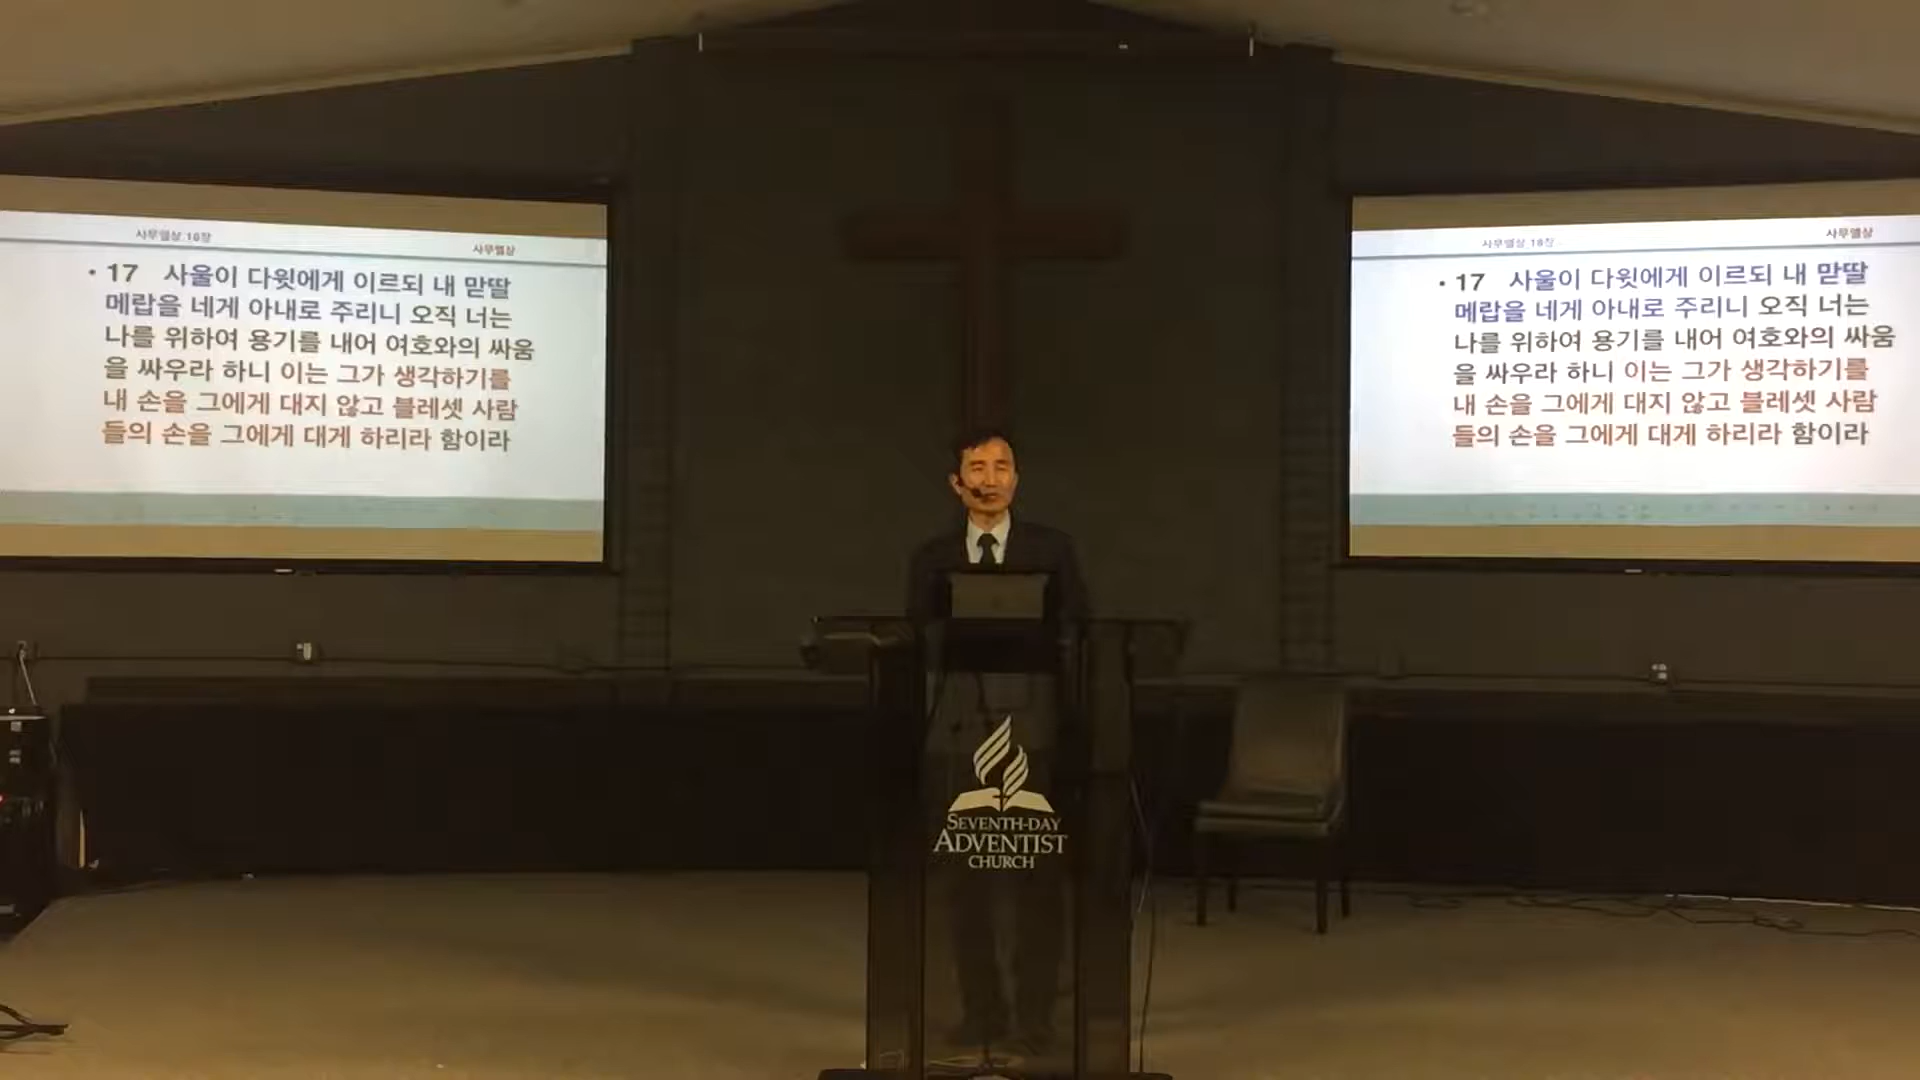 사무엘상 18장
사무엘상
• 17 사울이 다윗에게 이르되 내 맏딸
메랍을 네게 아내로 주리니 오직 너는
나를 위하여 용기를 내어 여호와의 싸움
을 싸우라 하니 이는 그가 생각하기를
내 손을 그에게 대지 않고 블레셋 사람
들의 손을 그에게 대게 하리라 함이라
사무엘상 18장
사무엘상
• 17 사울이 다윗에게 이르되 내 맏딸
메랍을 네게 아내로 주리니 오직 너는
나를 위하여 용기를 내어 여호와의 싸움
을 싸우라 하니 이는 그가 생각하기를
내 손을 그에게 대지 않고 블레셋 사람
들의 손을 그에게 대게 하리라 함이라
SEVENTH-DAY
ADVENTIST
CHURCH